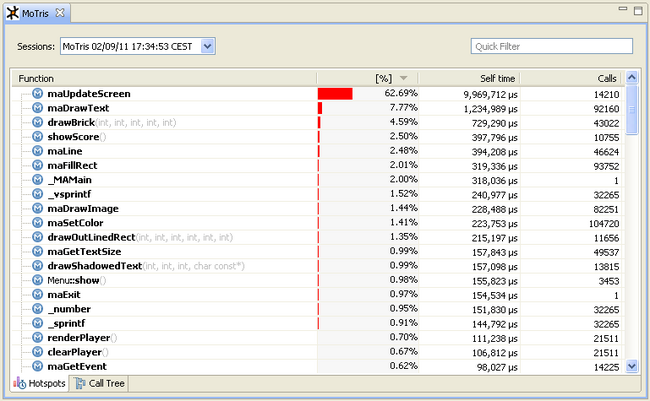 MoTris
Sessions: MoTris 02/09/11 17:34:53 CEST Quick Filter
Function [%] Self time Calls
maUpdateScreen 62.69% 9,969,712 µs 14210
maDrawText 7.77% 1,234,989 µs 92160
drawBrick(int, int, int, int, int) 4.59% 729,290 µs 43022
showScore() 2.50% 397,796 µs 10755
maLine 2.48% 394,208 µs 46624
maFillRect 2.01% 319,336 µs 93752
_MAMain 2.00% 318,036 µs 1
_vsprintf 1.52% 240,977 µs 32265
maDrawImage 1.44% 228,488 µs 82251
maSetColor 1.41% 223,753 µs 104720
drawOutLinedRect(int, int, int, int, int, int) 1.35% 215,197 µs 11656
maGetTextSize 0.99% 157,843 µs 49537
drawShadowedText(int, int, int, char const*) 0.99% 157,098 µs 13815
Menu::show() 0.98% 155,823 µs 3453
maExit 0.97% 154,534 µs 1
_number 0.95% 151,830 µs 32265
_sprintf 0.91% 144,792 µs 32265
renderPlayer() 0.70% 111,238 µs 21511
clearPlayer() 0.67% 106,812 µs 21511
maGetEvent 0.62% 98,027 µs 14225
Hotspots Call Tree